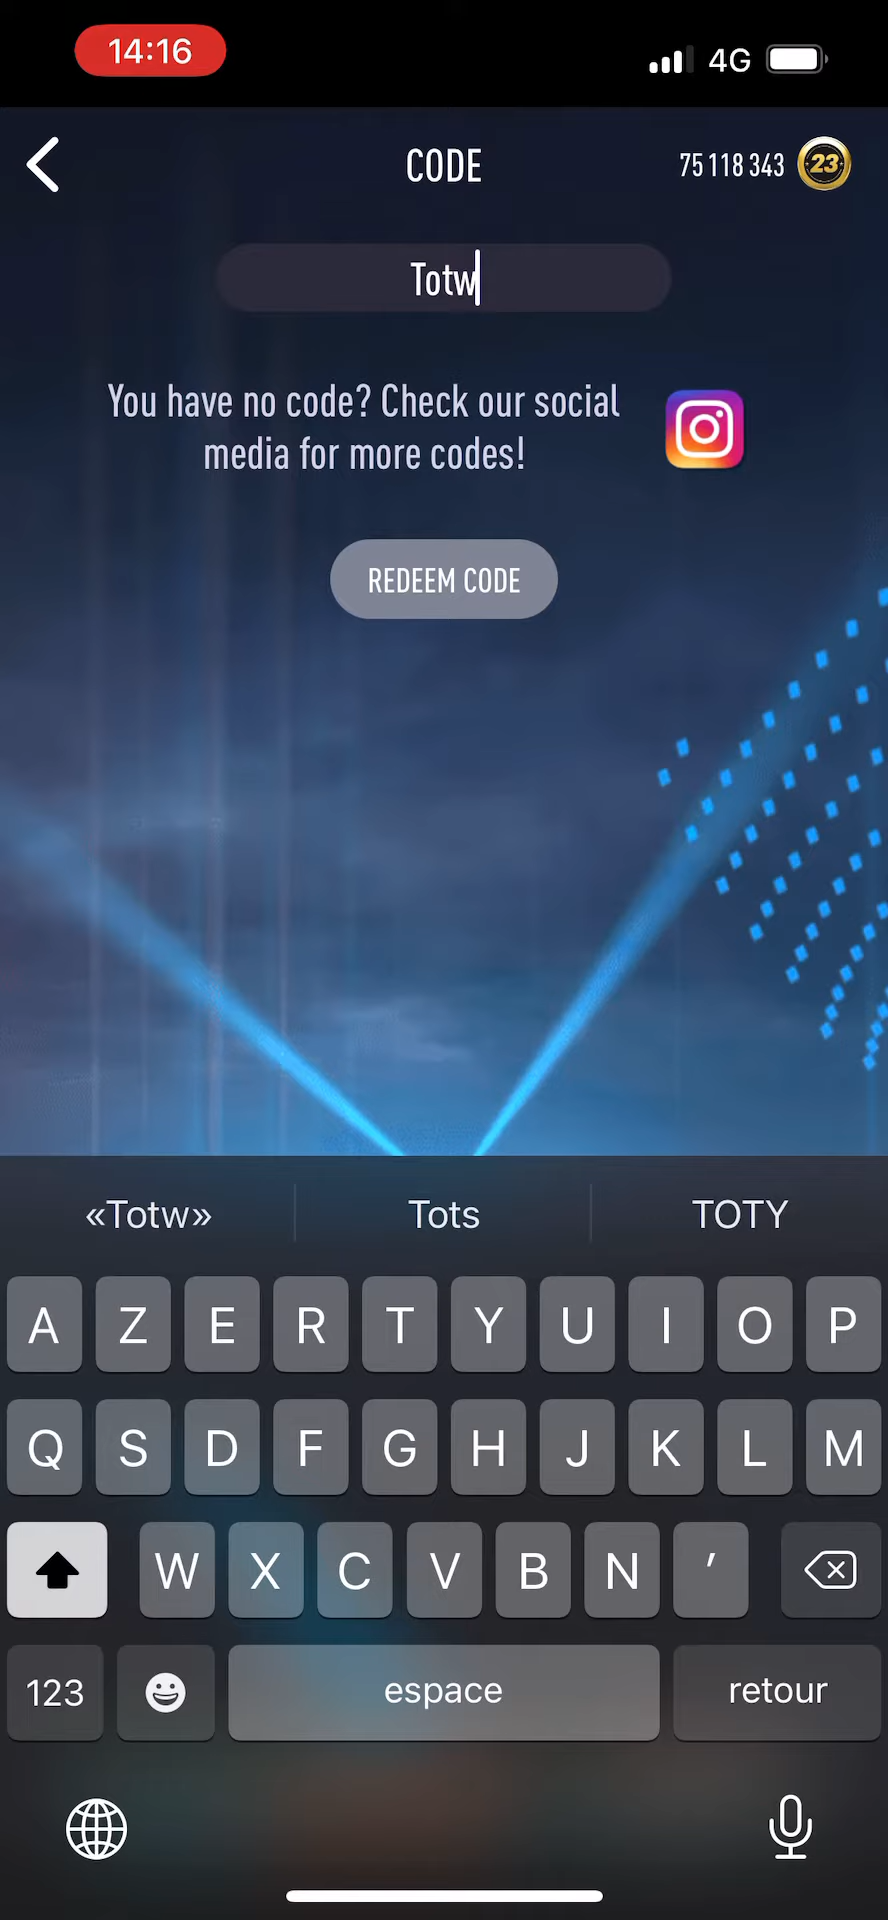 14:16
4G
CODE
75 118 343
23
Totw
You have no code? Check our social
media for more codes!
REDEEM CODE
«Totw» Tots TOTY
A Z E R T Y U I O P
Q S D F G H J K L M
W X C V B N ’
123 espace retour